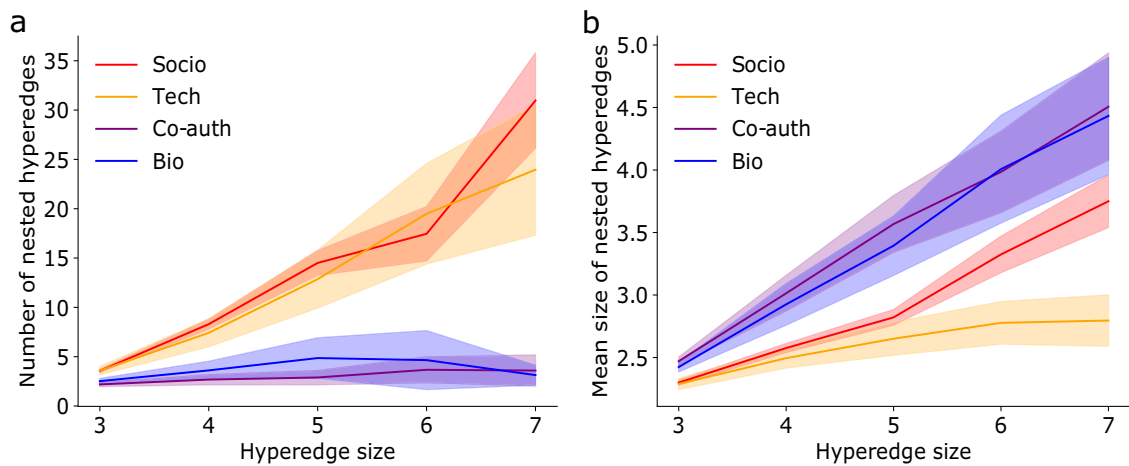 a
Number of nested hyperedges
35
30
25
20
15
10
5
0
Socio
Tech
Co-auth
Bio
3 4 5 6 7
Hyperedge size
b
Mean size of nested hyperedges
5.0
4.5
4.0
3.5
3.0
2.5
Socio
Tech
Co-auth
Bio
3 4 5 6 7
Hyperedge size